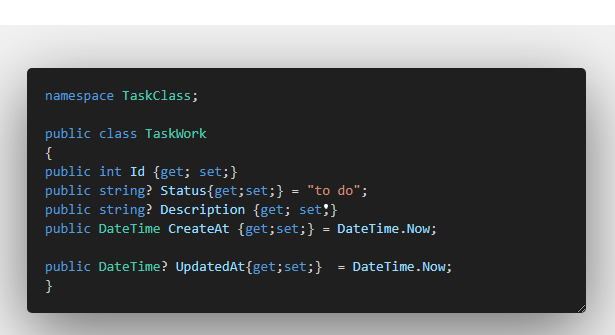 namespace TaskClass;
public class TaskWork
{
public int Id {get; set;}
public string? Status{get;set;} = "to do";
public string? Description {get; set;}
public DateTime CreateAt {get;set;} = DateTime.Now;
public DateTime? UpdatedAt{get;set;}  = DateTime.Now;
}